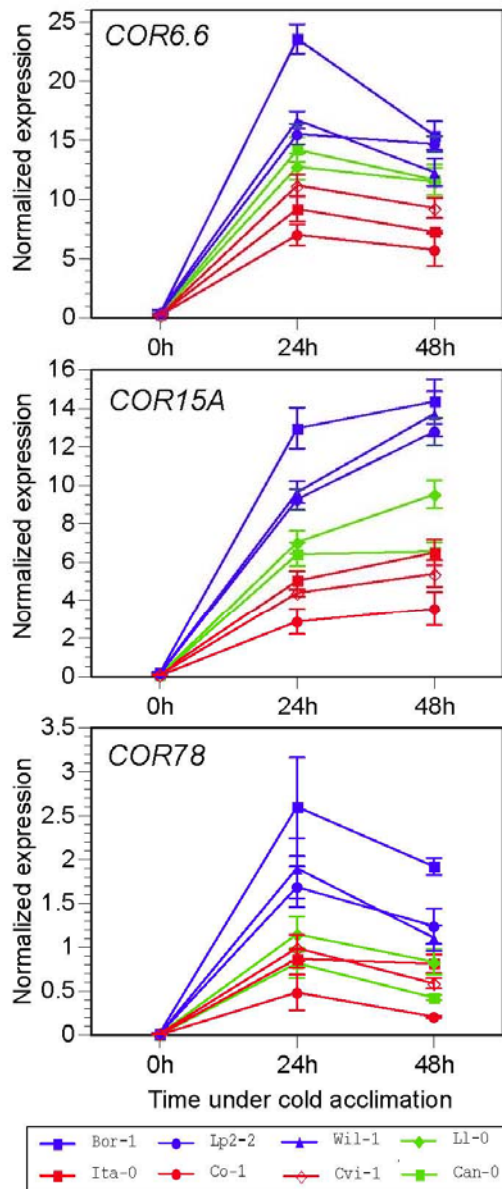 COR6.6
Normalized expression
25
20
15
10
5
0
0h 24h 48h
COR15A
Normalized expression
16
14
12
10
8
6
4
2
0
0h 24h 48h
COR78
Normalized expression
3.5
3
2.5
2
1.5
1
0.5
0
0h 24h 48h
Time under cold acclimation
Bor-1 Lp2-2 Wil-1 Ll-0
Ita-0 Co-1 Cvi-1 Can-0